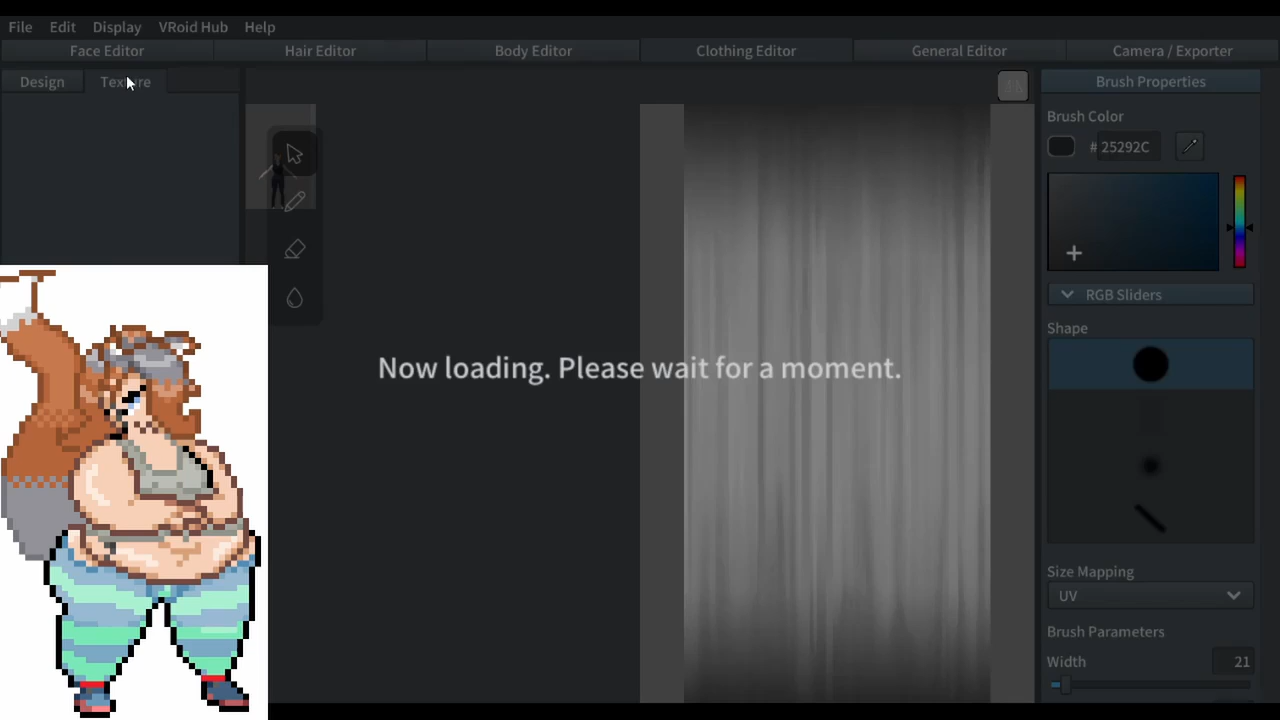 File Edit Display VRoid Hub Help
Face Editor Hair Editor Body Editor Clothing Editor General Editor Camera / Exporter
Design Texture
Brush Properties
Brush Color
# 25292C
RGB Sliders
Shape
Now loading. Please wait for a moment.
Size Mapping
UV
Brush Parameters
Width 21